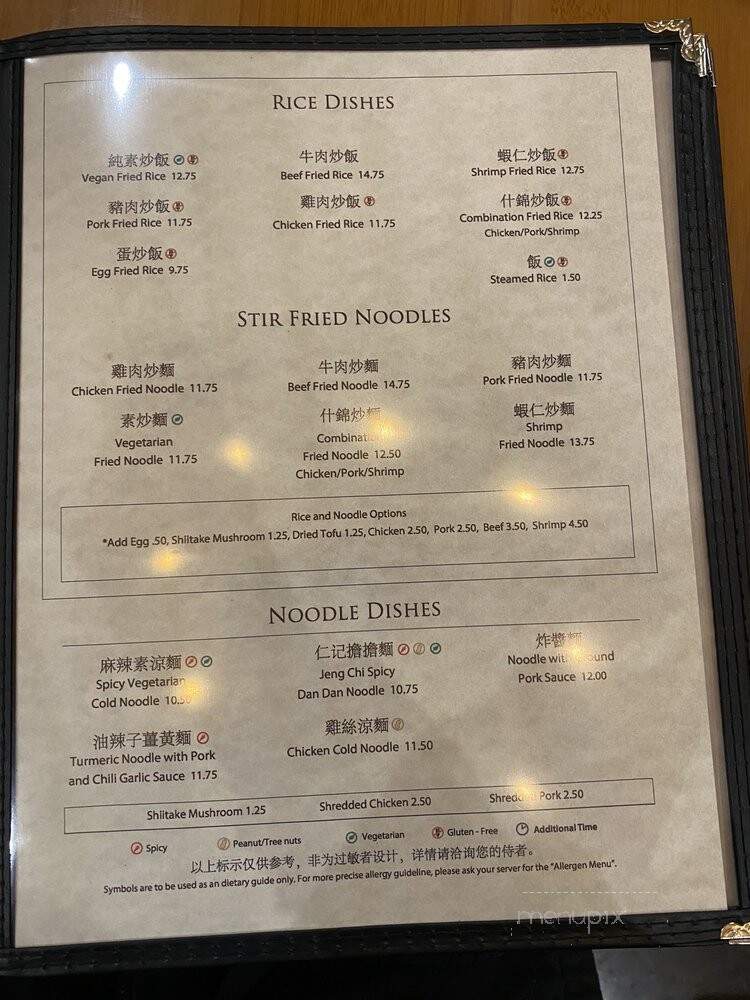 RICE DISHES
純素炒飯
Vegan Fried Rice 12.75
牛肉炒飯
Beef Fried Rice 14.75
蝦仁炒飯
Shrimp Fried Rice 12.75
豬肉炒飯
Pork Fried Rice 11.75
雞肉炒飯
Chicken Fried Rice 11.75
什錦炒飯
Combination Fried Rice 12.25
Chicken/Pork/Shrimp
蛋炒飯
Egg Fried Rice 9.75
飯
Steamed Rice 1.50
STIR FRIED NOODLES
雞肉炒麵
Chicken Fried Noodle 11.75
牛肉炒麵
Beef Fried Noodle 14.75
豬肉炒麵
Pork Fried Noodle 11.75
素炒麵
Vegetarian
Fried Noodle 11.75
什錦炒麵
Fried Noodle 12.50
Chicken/Pork/Shrimp
蝦仁炒麵
Shrimp
Fried Noodle 13.75
Rice and Noodle Options
*Add Egg .50, Shiitake Mushroom 1.25, Dried Tofu 1.25, Chicken 2.50, Pork 2.50, Beef 3.50, Shrimp 4.50
NOODLE DISHES
麻辣素涼麵
Spicy Vegetarian
Cold Noodle
仁记擔擔麵
Jeng Chi Spicy
Dan Dan Noodle 10.75
炸醬麵
Noodle with
Pork Sauce 12.00
油辣子薑黃麵
Turmeric Noodle with Pork
and Chili Garlic Sauce 11.75
雞絲涼麵
Chicken Cold Noodle 11.50
Shiitake Mushroom 1.25
Shredded Chicken 2.50
Pork 2.50
Spicy
Peanut/Tree nuts
Vegetarian
Gluten - Free
Additional Time
以上标示仅供参考，非为过敏者设计，详情请洽询您的侍者。
Symbols are to be used as an dietary guide only. For more precise allergy guideline, please ask your server for the "Allergen Menu".
menupix